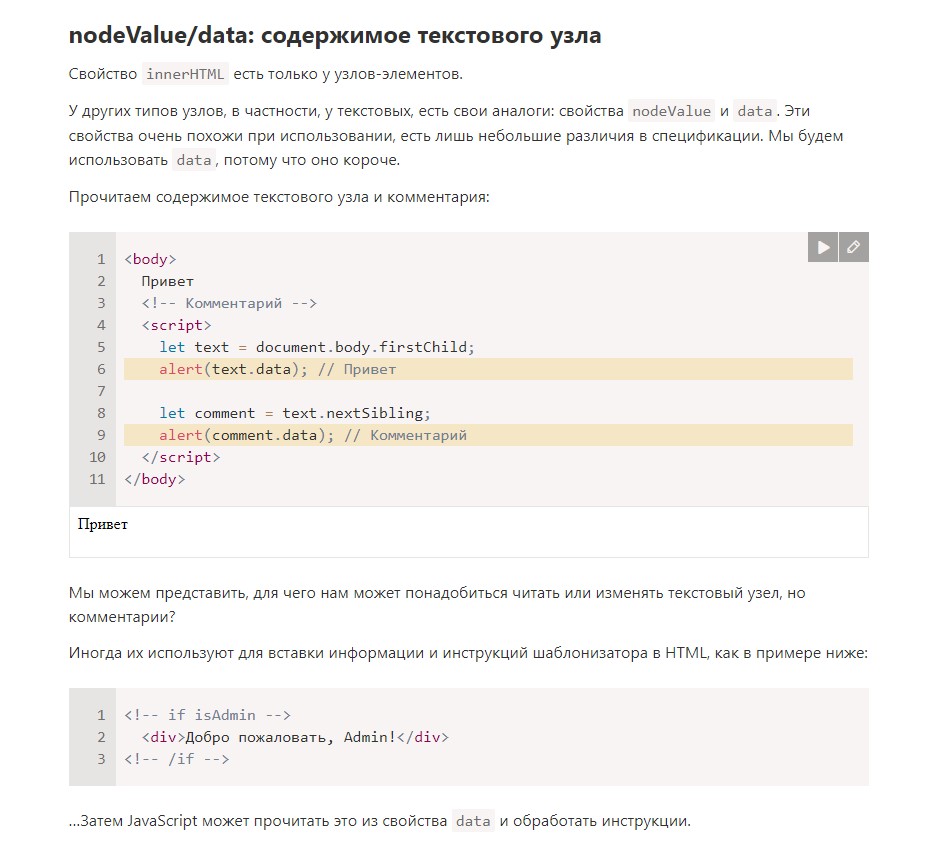 nodeValue/data: содержимое текстового узла
Свойство innerHTML есть только у узлов-элементов.
У других типов узлов, в частности, у текстовых, есть свои аналоги: свойства nodeValue и data. Эти
свойства очень похожи при использовании, есть лишь небольшие различия в спецификации. Мы будем
использовать data, потому что оно короче.
Прочитаем содержимое текстового узла и комментария:
1 <body>
2   Привет
3   <!-- Комментарий -->
4   <script>
5     let text = document.body.firstChild;
6     alert(text.data); // Привет
7
8     let comment = text.nextSibling;
9     alert(comment.data); // Комментарий
10   </script>
11 </body>
Привет
Мы можем представить, для чего нам может понадобиться читать или изменять текстовый узел, но
комментарии?
Иногда их используют для вставки информации и инструкций шаблонизатора в HTML, как в примере ниже:
1 <!-- if isAdmin -->
2   <div>Добро пожаловать, Admin!</div>
3 <!-- /if -->
…Затем JavaScript может прочитать это из свойства data и обработать инструкции.